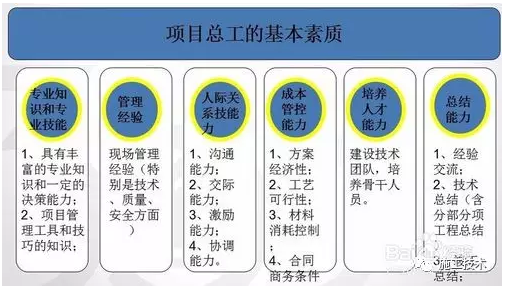 项目总工的基本素质
专业知
识和专
业技能
1、具有丰
富的专业知
识和一定的
决策能力；
2、项目管
理工具和技
巧的知识；
管理
经验
现场管理
经验（特
别是技术
、质量、
安全方面）
人际关
系技能
力
1、沟通
能力；
2、交际
能力；
3、激励
能力；
4、协调
能力。
成本
管控
能力
1、方案
经济性；
2、工艺
可行性；
3、材料
消耗控制
；
4、合同
商务条件
培养
人才能力
建设技术
团队，培
养骨干人
员。
总结
能力
1、经验
交流；
2、技术
总结（含
分部分项
工程总结
总结；
施工技术